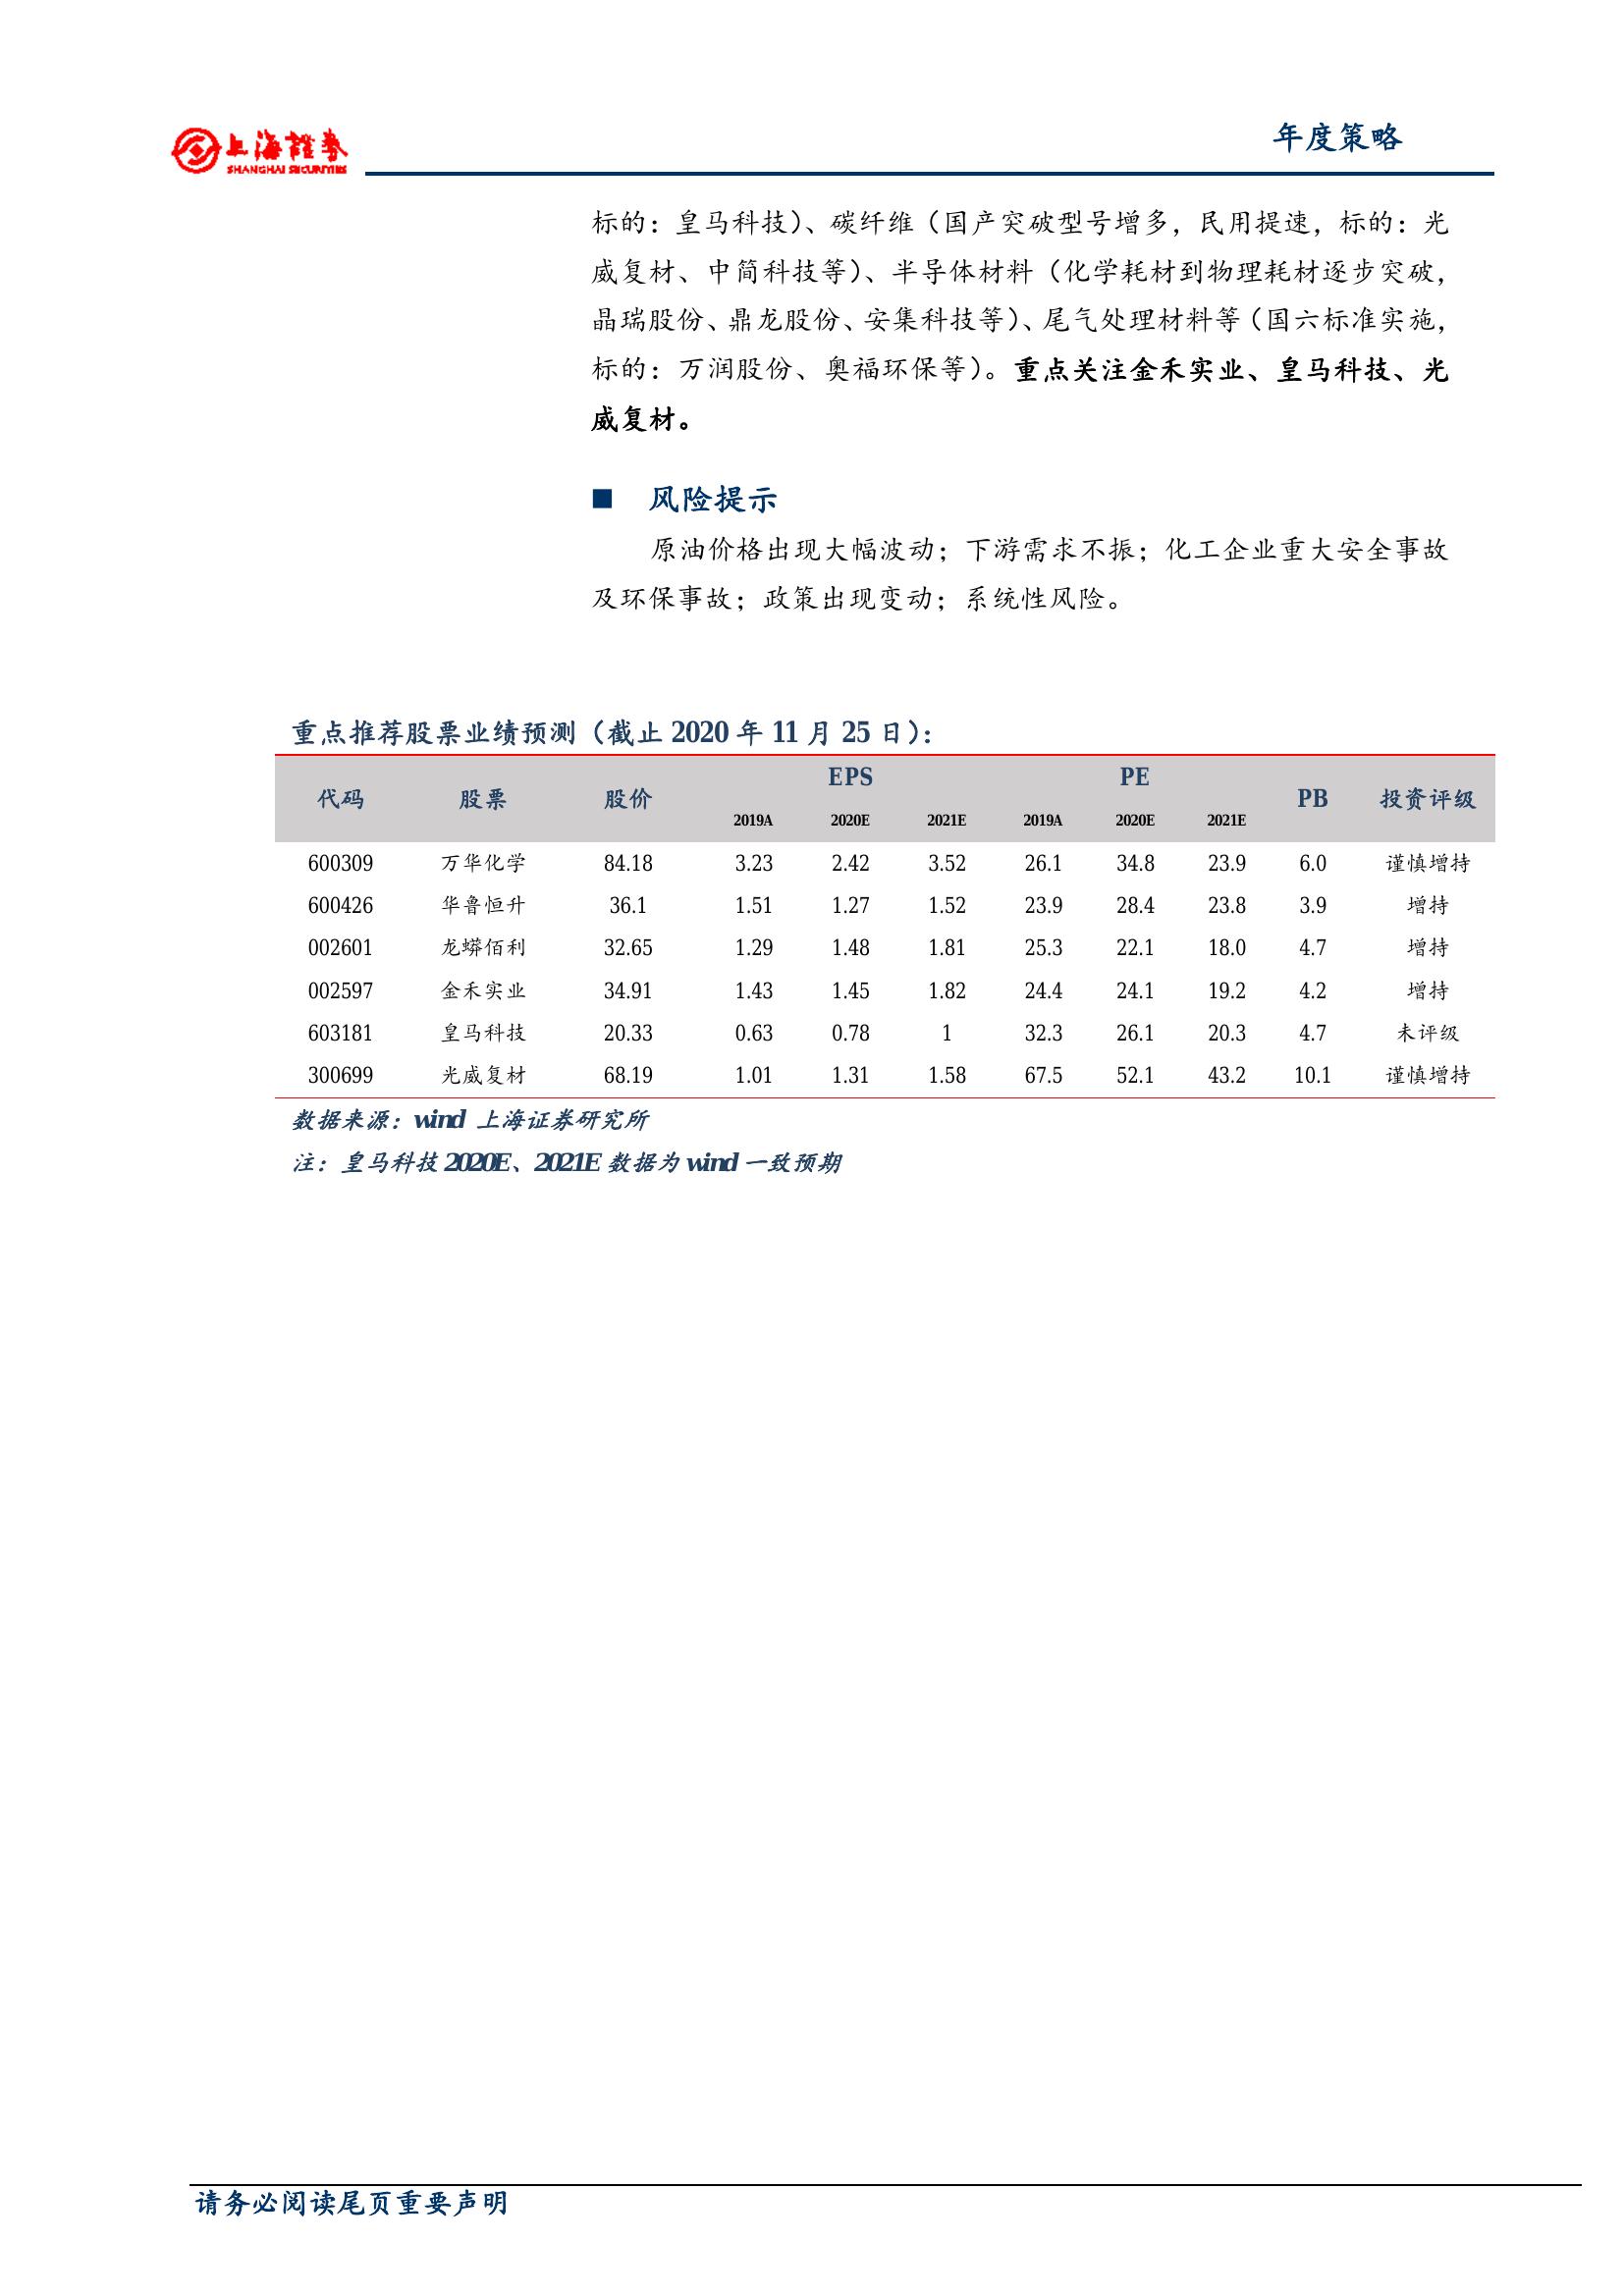 上海證券
SHANGHAI SECURITIES
年度策略
标的：皇马科技）、碳纤维（国产突破型号增多，民用提速，标的：光
威复材、中简科技等）、半导体材料（化学耗材到物理耗材逐步突破，
晶瑞股份、鼎龙股份、安集科技等）、尾气处理材料等（国六标准实施，
标的：万润股份、奥福环保等）。重点关注金禾实业、皇马科技、光
威复材。
■ 风险提示
原油价格出现大幅波动；下游需求不振；化工企业重大安全事故
及环保事故；政策出现变动；系统性风险。
重点推荐股票业绩预测（截止 2020 年 11 月 25 日）：
代码 股票 股价 EPS PE PB 投资评级
2019A 2020E 2021E 2019A 2020E 2021E
600309 万华化学 84.18 3.23 2.42 3.52 26.1 34.8 23.9 6.0 谨慎增持
600426 华鲁恒升 36.1 1.51 1.27 1.52 23.9 28.4 23.8 3.9 增持
002601 龙蟒佰利 32.65 1.29 1.48 1.81 25.3 22.1 18.0 4.7 增持
002597 金禾实业 34.91 1.43 1.45 1.82 24.4 24.1 19.2 4.2 增持
603181 皇马科技 20.33 0.63 0.78 1 32.3 26.1 20.3 4.7 未评级
300699 光威复材 68.19 1.01 1.31 1.58 67.5 52.1 43.2 10.1 谨慎增持
数据来源：wind 上海证券研究所
注：皇马科技 2020E、2021E 数据为 wind 一致预期
请务必阅读尾页重要声明